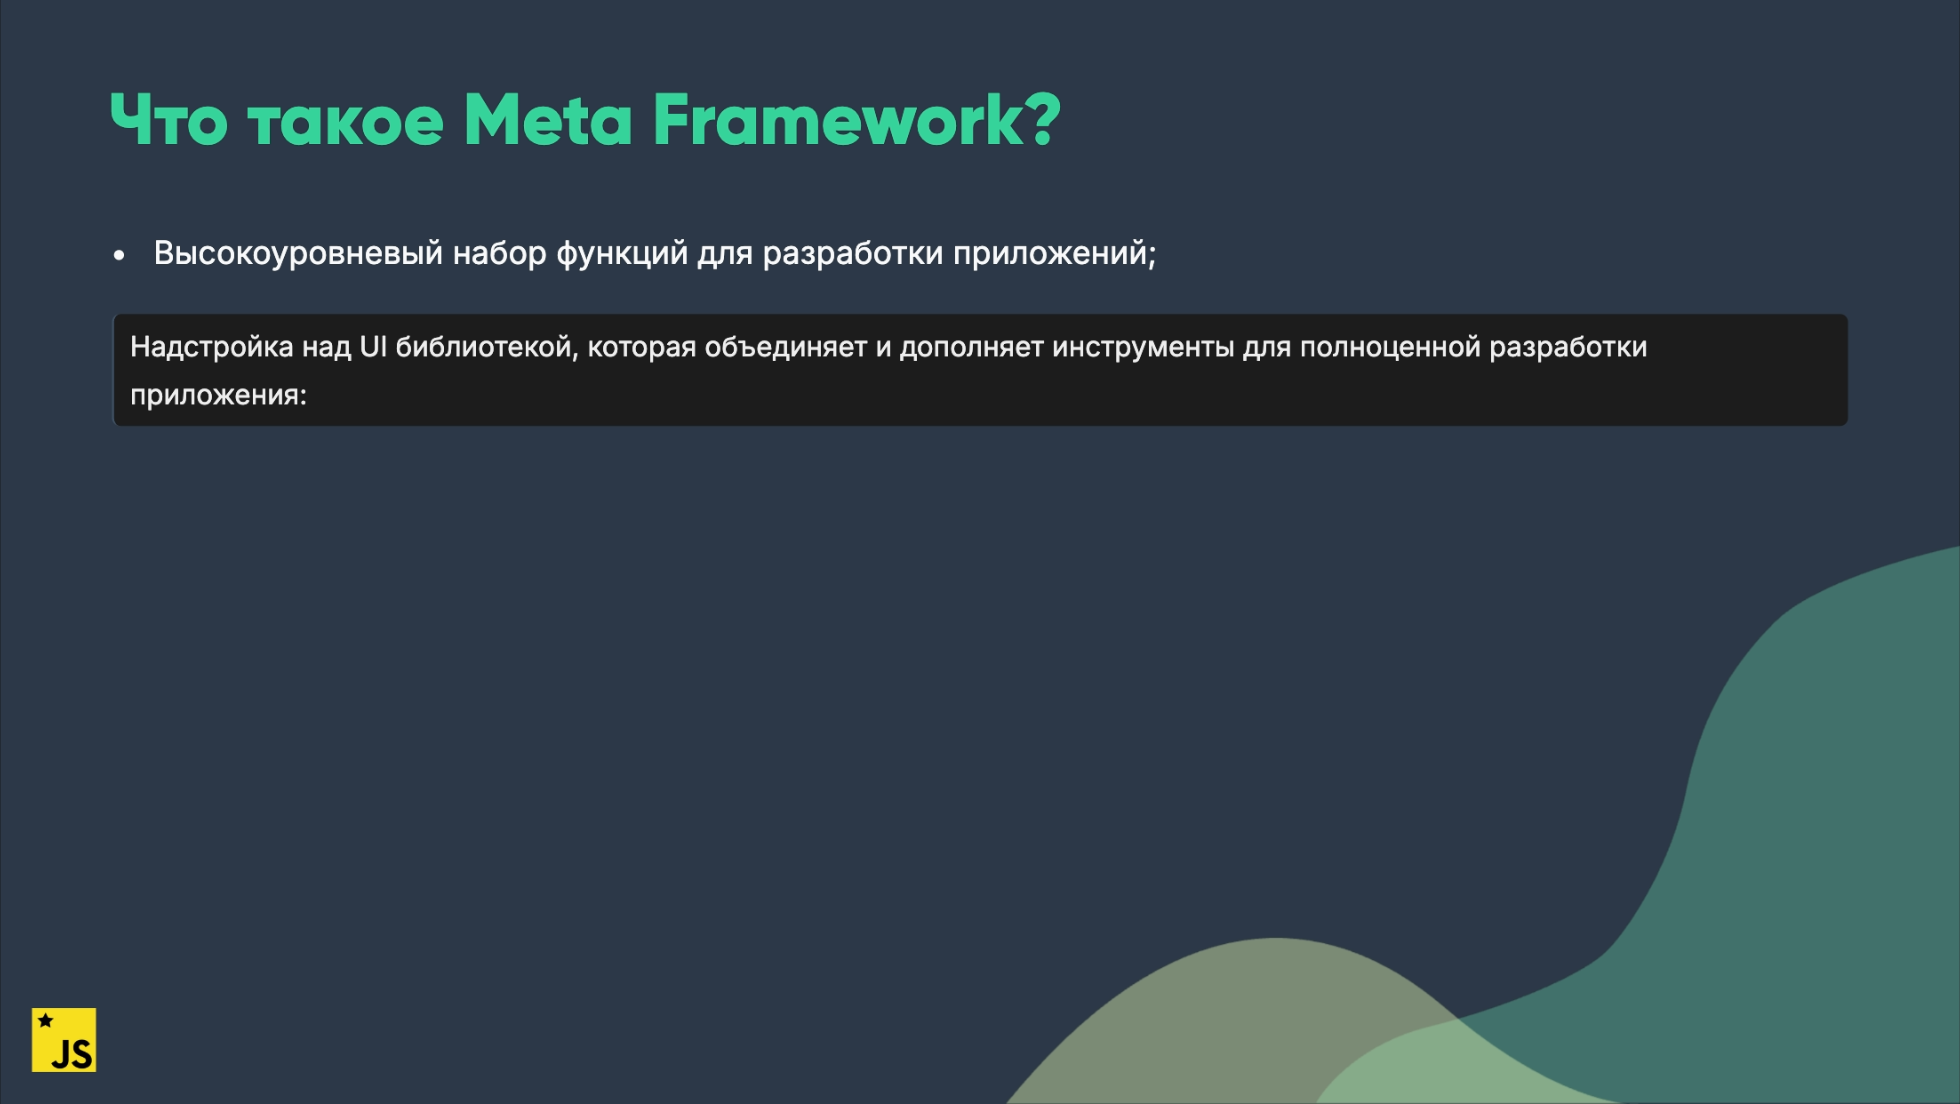 Что такое Meta Framework?
• Высокоуровневый набор функций для разработки приложений;
Надстройка над UI библиотекой, которая объединяет и дополняет инструменты для полноценной разработки
приложения:
JS